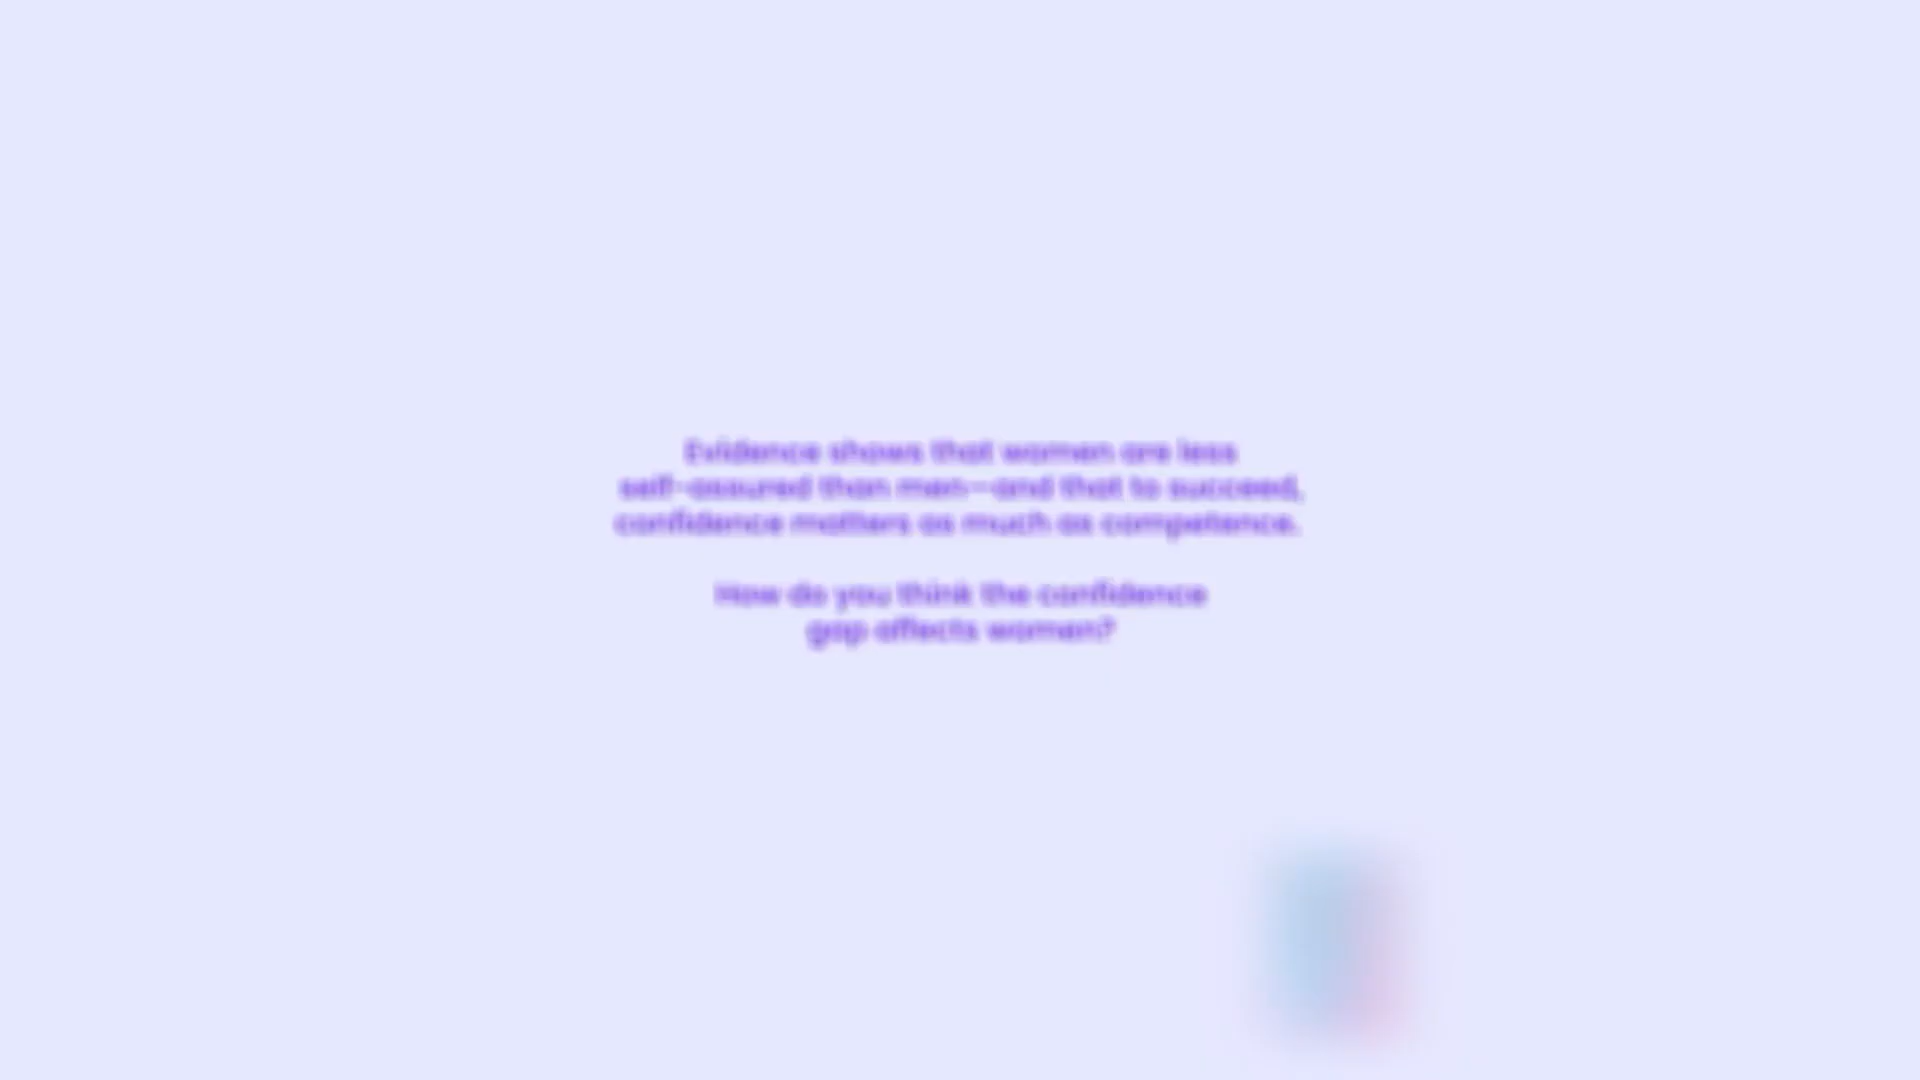 Evidence shows that women are less
self-assured than men—and that to succeed,
confidence matters as much as competence.
How do you think the confidence
gap affects women?